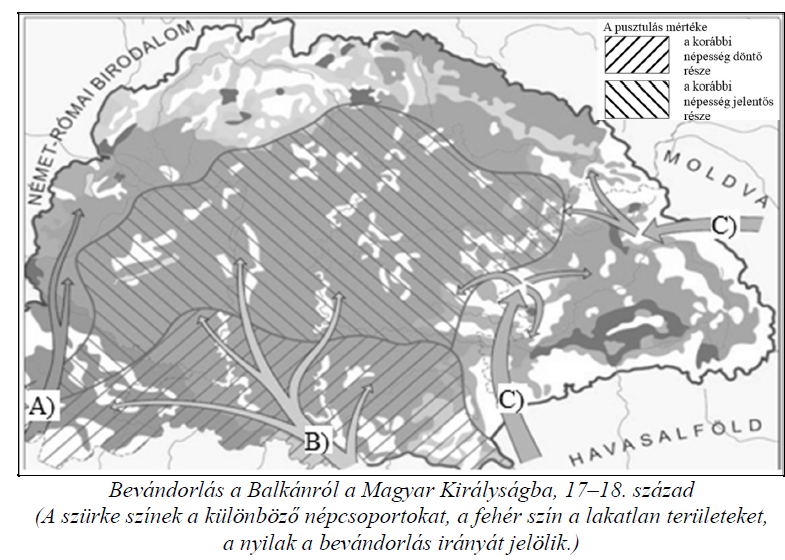 A pusztulás mértéke
a korábbi
népesség döntő
része
a korábbi
népesség jelentős
része
NÉMET-RÓMAI BIRODALOM
MOLDVA
C)
A)
B)
C)
HAVASALFÖLD
Bevándorlás a Balkánról a Magyar Királyságba, 17–18. század
(A szürke színek a különböző népcsoportokat, a fehér szín a lakatlan területeket,
a nyilak a bevándorlás irányát jelölik.)